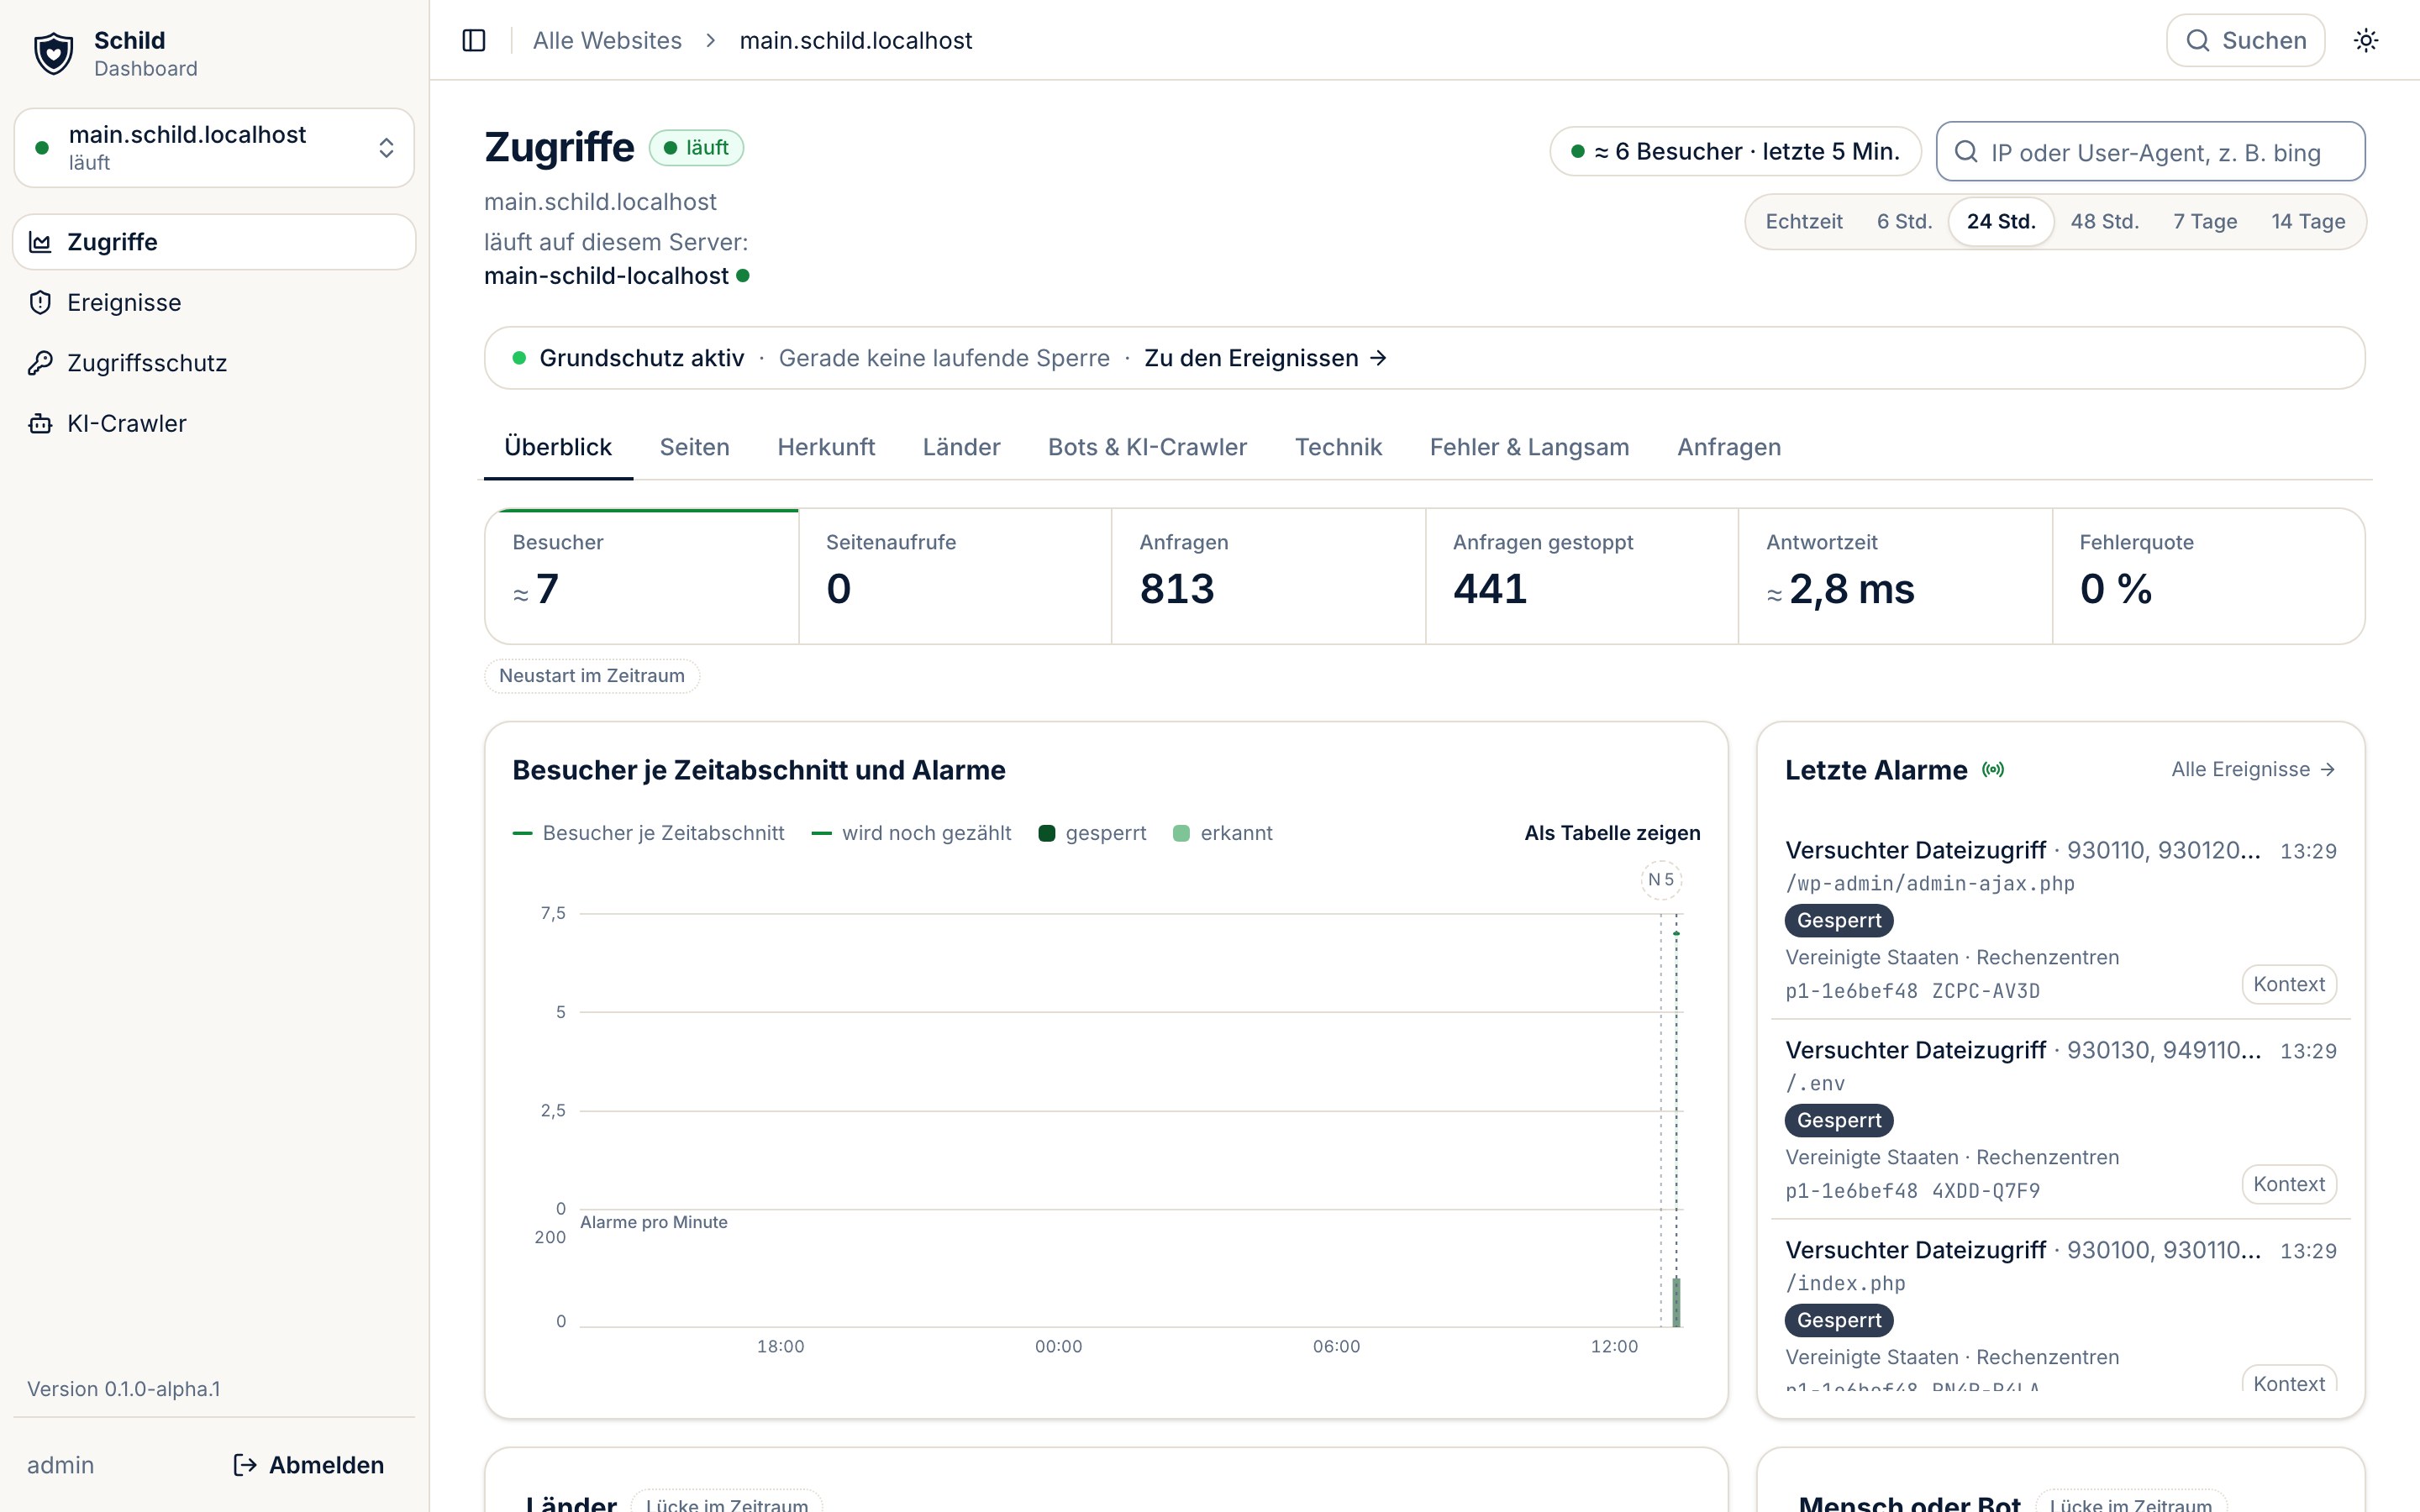 Schild
Dashboard
main.schild.localhost
läuft
Zugriffe
Ereignisse
Zugriffsschutz
KI-Crawler
Version 0.1.0-alpha.1
admin
Abmelden
Alle Websites
main.schild.localhost
Suchen
Zugriffe
läuft
main.schild.localhost
läuft auf diesem Server:
main-schild-localhost
≈ 6 Besucher · letzte 5 Min.
IP oder User-Agent, z. B. bing
Echtzeit 6 Std. 24 Std. 48 Std. 7 Tage 14 Tage
Grundschutz aktiv · Gerade keine laufende Sperre · Zu den Ereignissen →
Überblick Seiten Herkunft Länder Bots & KI-Crawler Technik Fehler & Langsam Anfragen
Besucher
≈ 7
Seitenaufrufe
0
Anfragen
813
Anfragen gestoppt
441
Antwortzeit
≈ 2,8 ms
Fehlerquote
0 %
Neustart im Zeitraum
Besucher je Zeitabschnitt und Alarme
Besucher je Zeitabschnitt wird noch gezählt gesperrt erkannt
Als Tabelle zeigen
N 5
7,5
5
2,5
0
Alarme pro Minute
200
0
18:00 00:00 06:00 12:00
Letzte Alarme
Alle Ereignisse →
Versuchter Dateizugriff · 930110, 930120… 13:29
/wp-admin/admin-ajax.php
Gesperrt
Vereinigte Staaten · Rechenzentren
p1-1e6bef48 ZCPC-AV3D
Kontext
Versuchter Dateizugriff · 930130, 949110… 13:29
/.env
Gesperrt
Vereinigte Staaten · Rechenzentren
p1-1e6bef48 4XDD-Q7F9
Kontext
Versuchter Dateizugriff · 930100, 930110… 13:29
/index.php
Gesperrt
Vereinigte Staaten · Rechenzentren
p1-1e6bef48
Kontext
Länder
Lücke im Zeitraum
Mensch oder Bot
Lücke im Zeitraum